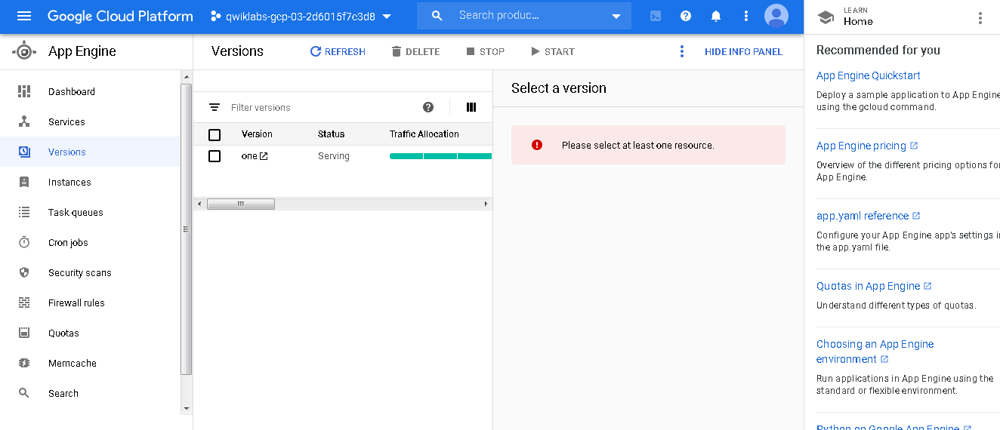 Google Cloud Platform
qwiklabs-gcp-03-2d6015f7c3d8
Search produc...
LEARN
Home
App Engine
Versions
REFRESH
DELETE
STOP
START
HIDE INFO PANEL
Dashboard
Services
Versions
Instances
Task queues
Cron jobs
Security scans
Firewall rules
Quotas
Memcache
Search
Filter versions
Version Status Traffic Allocation
one Serving
Select a version
Please select at least one resource.
Recommended for you
App Engine Quickstart
Deploy a sample application to App Engine
using the gcloud command.
App Engine pricing
Overview of the different pricing options for
App Engine.
app.yaml reference
Configure your App Engine app's settings in
the app.yaml file.
Quotas in App Engine
Understand different types of quotas.
Choosing an App Engine
environment
Run applications in App Engine using the
standard or flexible environment.
Python on Google App Engine